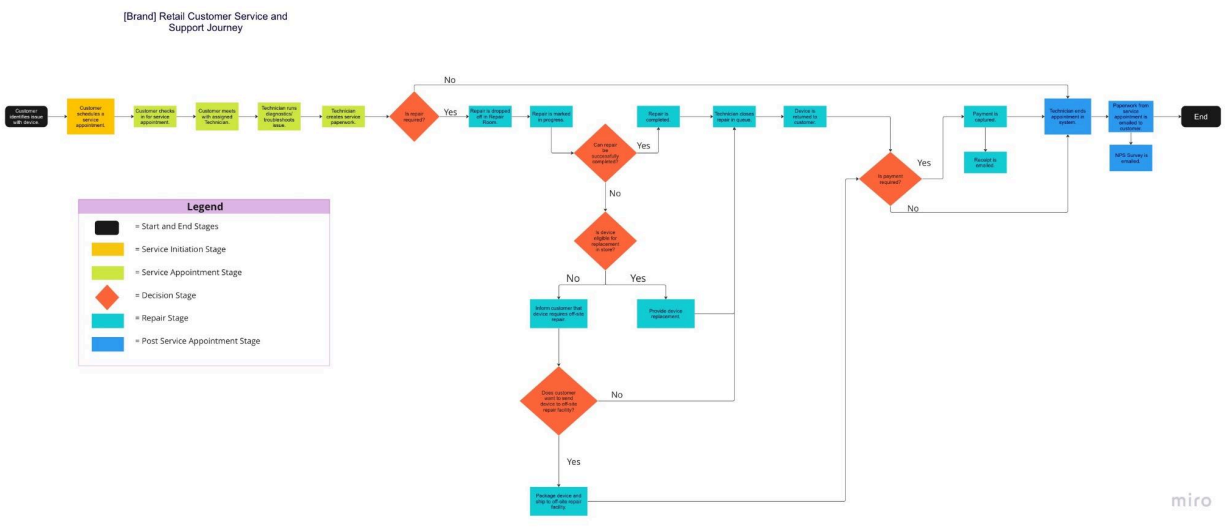 [Brand] Retail Customer Service and
Support Journey
Customer
identifies issue
with device.
Customer
schedules a
service
appointment.
Customer checks
in for service
appointment.
Customer meets
with assigned
Technician.
Technician runs
diagnostics/
troubleshoots
issue.
Technician
creates service
paperwork.
Is repair
required?
No
Yes
Repair is dropped
off in Repair
Room.
Repair is marked
in progress.
Can repair
be
successfully
completed?
Yes
No
Repair is
completed.
Technician closes
repair in queue.
Device is
returned to
customer.
Is payment
required?
Yes
No
Payment is
captured.
Receipt is
emailed.
Technician ends
appointment in
system.
Paperwork from
service
appointment is
emailed to
customer.
NPS Survey is
emailed.
End
Is device
eligible for
replacement
in store?
No
Yes
Inform customer that
device requires off-site
repair.
Provide device
replacement.
Does customer
want to send
device to off-site
repair facility?
No
Yes
Package device and
ship to off-site repair
facility.
Legend
= Start and End Stages
= Service Initiation Stage
= Service Appointment Stage
= Decision Stage
= Repair Stage
= Post Service Appointment Stage
miro